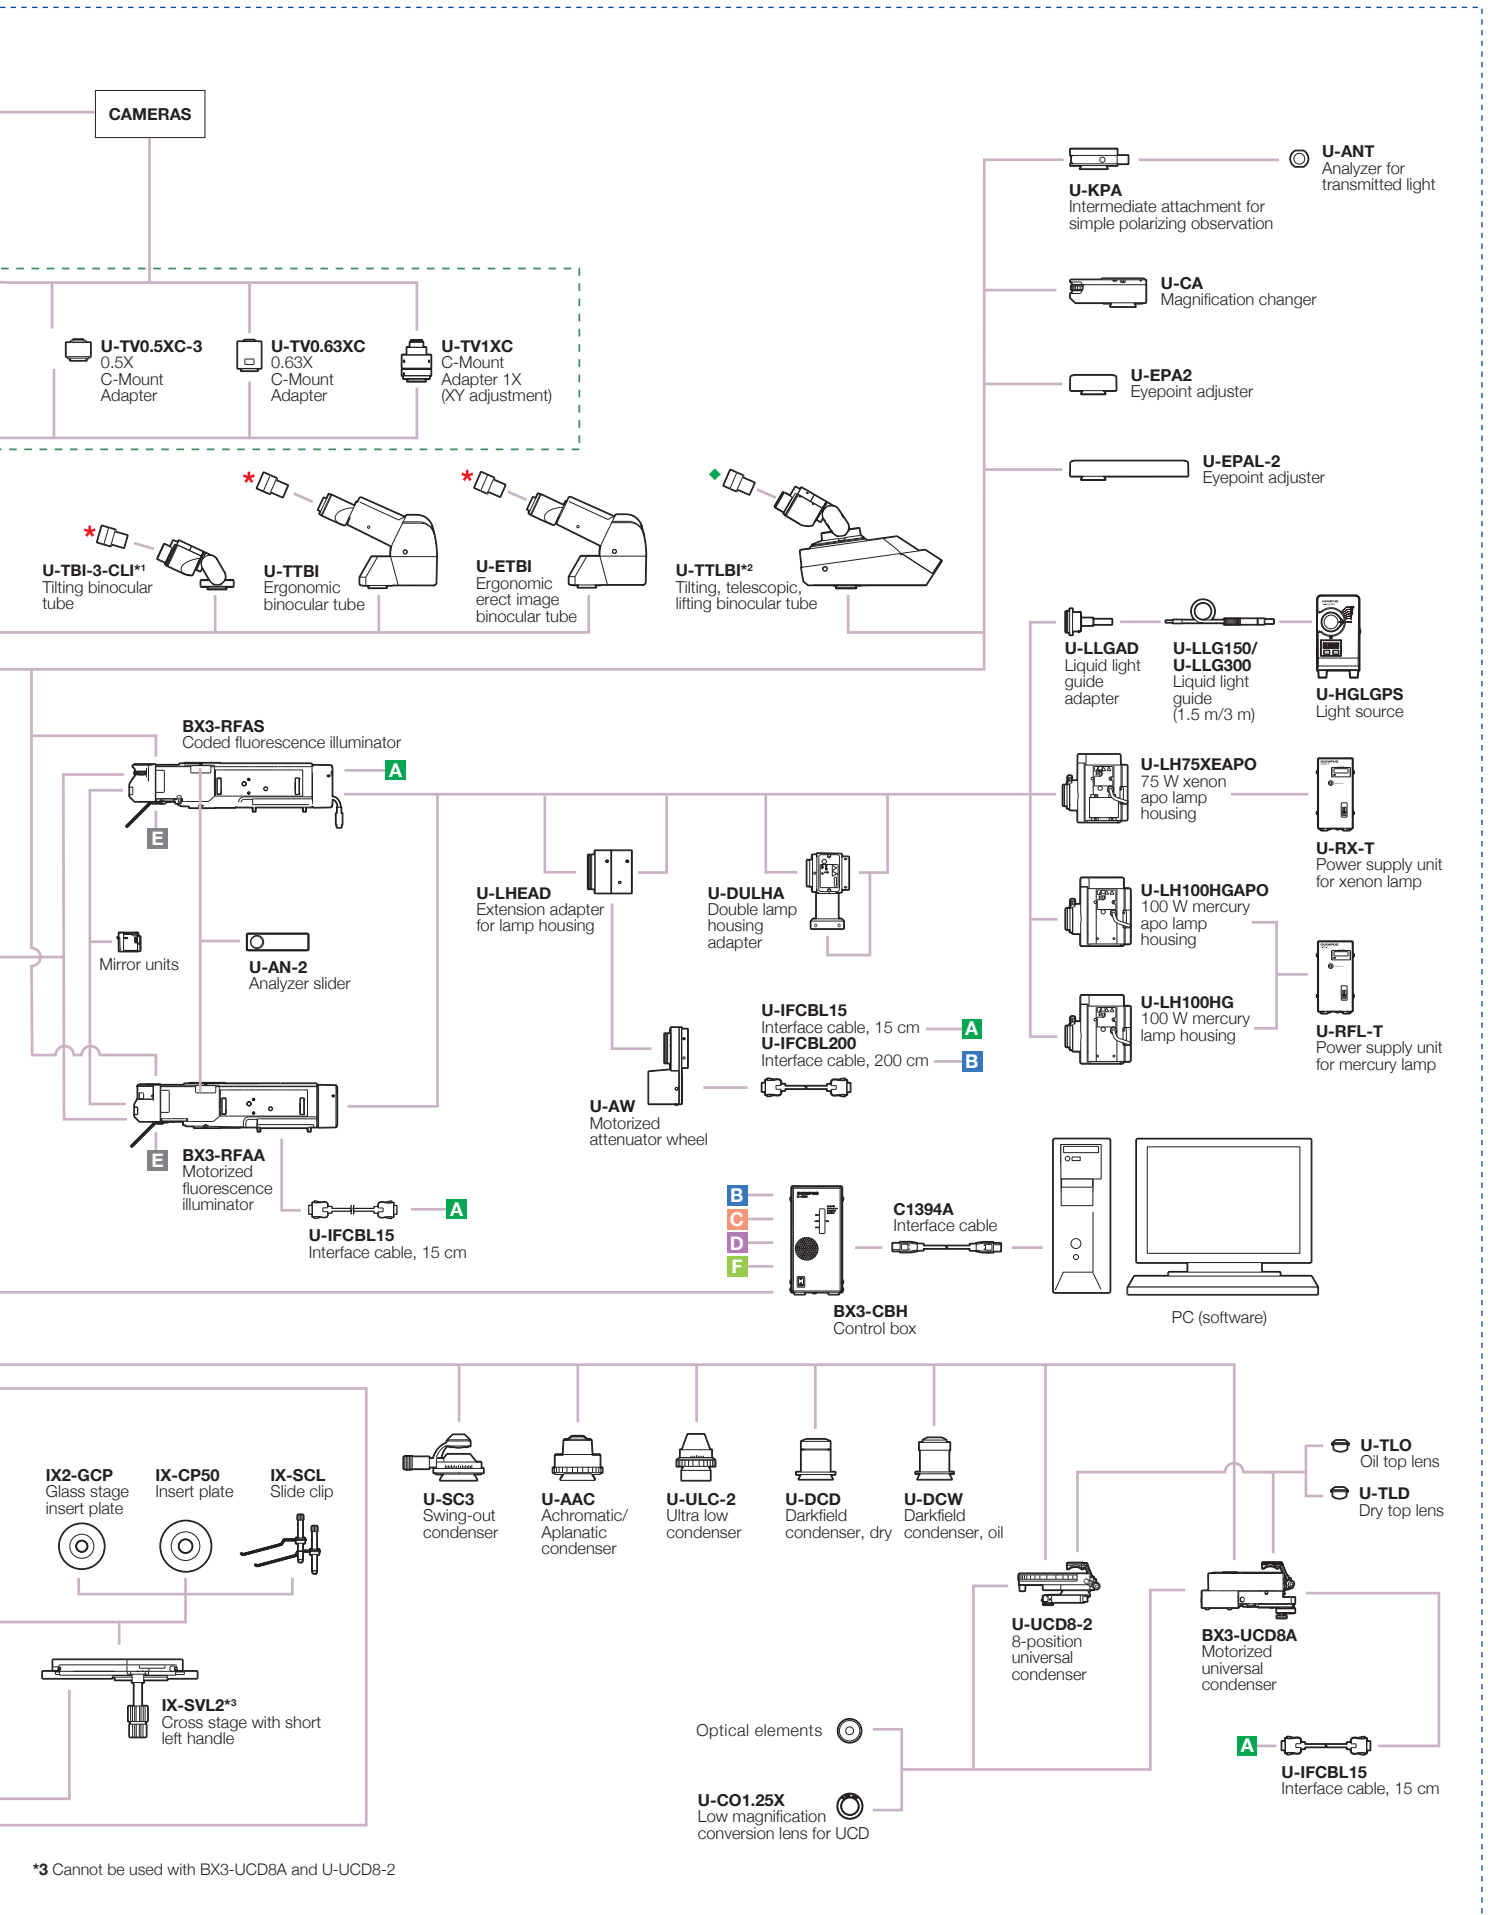 CAMERAS
U-ANT
Analyzer for
transmitted light
U-KPA
Intermediate attachment for
simple polarizing observation
U-CA
Magnification changer
U-TV0.5XC-3
0.5X
C-Mount
Adapter
U-TV0.63XC
0.63X
C-Mount
Adapter
U-TV1XC
C-Mount
Adapter 1X
(XY adjustment)
U-EPA2
Eyepoint adjuster
U-EPAL-2
Eyepoint adjuster
*
*
*
U-TBI-3-CLI*1
Tilting binocular
tube
U-TTBI
Ergonomic
binocular tube
U-ETBI
Ergonomic
erect image
binocular tube
U-TTLBI*2
Tilting, telescopic,
lifting binocular tube
U-LLGAD
Liquid light
guide
adapter
U-LLG150/
U-LLG300
Liquid light
guide
(1.5 m/3 m)
OLYMPUS
U-HGLGPS
Light source
BX3-RFAS
Coded fluorescence illuminator
A
E
U-LH75XEAPO
75 W xenon
apo lamp
housing
U-RX-T
Power supply unit
for xenon lamp
U-LHEAD
Extension adapter
for lamp housing
U-DULHA
Double lamp
housing
adapter
U-LH100HGAPO
100 W mercury
apo lamp
housing
Mirror units
U-AN-2
Analyzer slider
U-LH100HG
100 W mercury
lamp housing
U-RFL-T
Power supply unit
for mercury lamp
U-IFCBL15
Interface cable, 15 cm
A
U-IFCBL200
Interface cable, 200 cm
B
U-AW
Motorized
attenuator wheel
E
BX3-RFAA
Motorized
fluorescence
illuminator
A
U-IFCBL15
Interface cable, 15 cm
B
C
D
F
OLYMPUS
C1394A
Interface cable
BX3-CBH
Control box
PC (software)
IX2-GCP
Glass stage
insert plate
IX-CP50
Insert plate
IX-SCL
Slide clip
U-SC3
Swing-out
condenser
U-AAC
Achromatic/
Aplanatic
condenser
U-ULC-2
Ultra low
condenser
U-DCD
Darkfield
condenser, dry
U-DCW
Darkfield
condenser, oil
U-TLO
Oil top lens
U-TLD
Dry top lens
U-UCD8-2
8-position
universal
condenser
BX3-UCD8A
Motorized
universal
condenser
IX-SVL2*3
Cross stage with short
left handle
Optical elements
U-CO1.25X
Low magnification
conversion lens for UCD
A
U-IFCBL15
Interface cable, 15 cm
*3 Cannot be used with BX3-UCD8A and U-UCD8-2